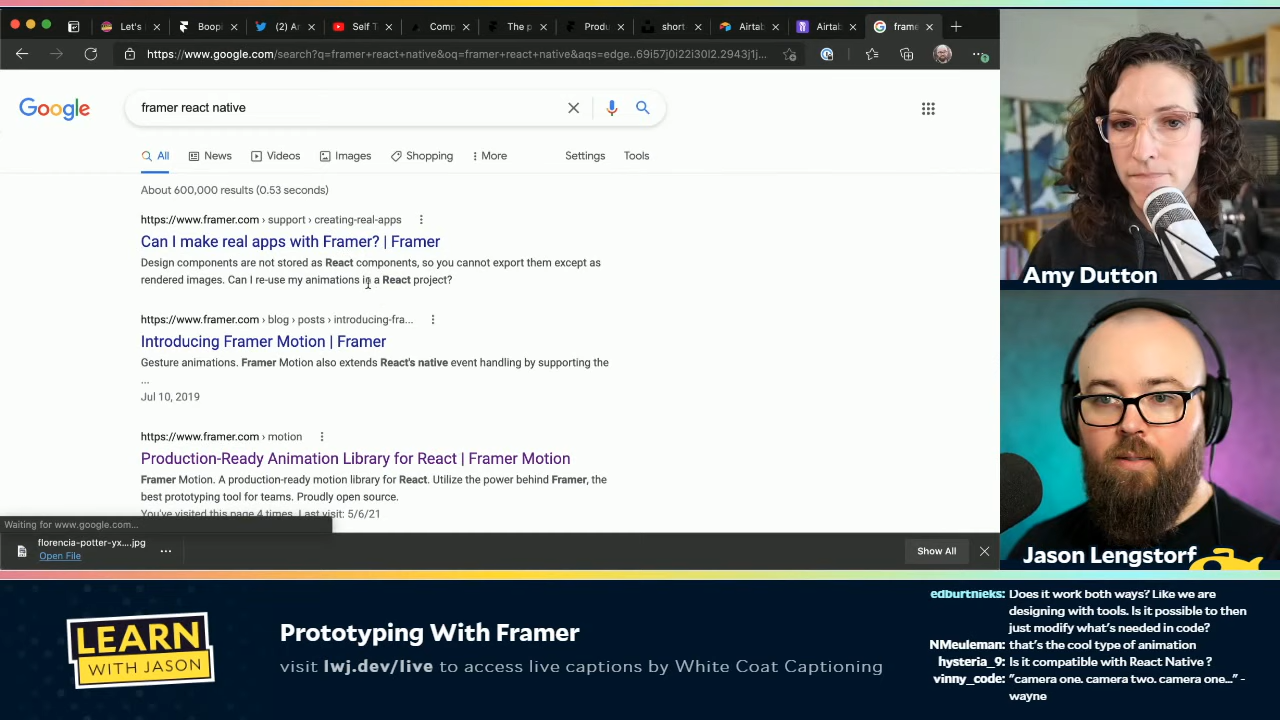 Let's
Boopi
(2) Ar
Self T
Comp
The p
Produ
short-
Airtab
Airtab
frame
https://www.google.com/search?q=framer+react+native&oq=framer+react+native&aqs=edge..69i57j0i22i30l2.2943j1j...
Google
framer react native
All
News
Videos
Images
Shopping
More
Settings
Tools
About 600,000 results (0.53 seconds)
https://www.framer.com › support › creating-real-apps
Can I make real apps with Framer? | Framer
Design components are not stored as React components, so you cannot export them except as
rendered images. Can I re-use my animations in a React project?
https://www.framer.com › blog › posts › introducing-fra...
Introducing Framer Motion | Framer
Gesture animations. Framer Motion also extends React's native event handling by supporting the
...
Jul 10, 2019
https://www.framer.com › motion
Production-Ready Animation Library for React | Framer Motion
Framer Motion. A production-ready motion library for React. Utilize the power behind Framer, the
best prototyping tool for teams. Proudly open source.
You've visited this page 4 times. Last visit: 5/6/21
Waiting for www.google.com...
florencia-potter-yx....jpg
Open File
Show All
Amy Dutton
Jason Lengstorf
LEARN
WITH JASON
Prototyping With Framer
visit lwj.dev/live to access live captions by White Coat Captioning
edburtnieks: Does it work both ways? Like we are
designing with tools. Is it possible to then
just modify what's needed in code?
NMeuleman: that's the cool type of animation
hysteria_9: Is it compatible with React Native ?
vinny_code: "camera one. camera two. camera one..." -
wayne